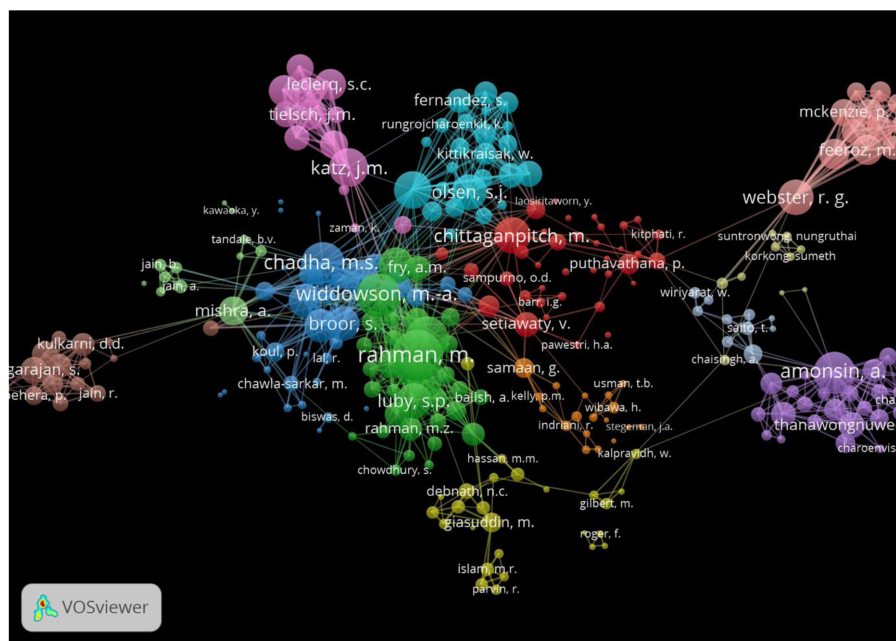 leclerq, s.c.
tielsch, j.m.
katz, j.m.
fernandez, s.
rungrojcharoenkit, k.
kittikraisak, w.
olsen, s.j.
laosiritaworn, y.
mckenzie, p.
feeroz, m.
webster, r. g.
kawaoka, y.
zaman, k.
tandale, b.v.
chittaganpitch, m.
kitphati, r.
suntronwong, nungruthai
korkong, sumeth
jain, b.
jain, a.
chadha, m.s.
fry, a.m.
sampurno, o.d.
puthavathana, p.
mishra, a.
widdowson, m.-a.
barr, i.g.
wiriyarat, w.
broor, s.
setiawaty, v.
saito, t.
kulkarni, d.d.
garajan, s.
behera, p.
jain, r.
koul, p.
lal, r.
rahman, m.
pawestri, h.a.
chaisingh, a.
samaan, g.
amonsin, a.
chawla-sarkar, m.
luby, s.p.
balish, a.
kelly, p.m.
usman, t.b.
wibawa, h.
cha
biswas, d.
rahman, m.z.
indriani, r.
stegeman, j.a.
thanawongnuwe
charoenvis
chowdhury, s.
hassan, m.m.
kalpravidh, w.
debnath, n.c.
giasuddin, m.
gilbert, m.
roger, f.
islam, m.r.
parvin, r.
VOSviewer